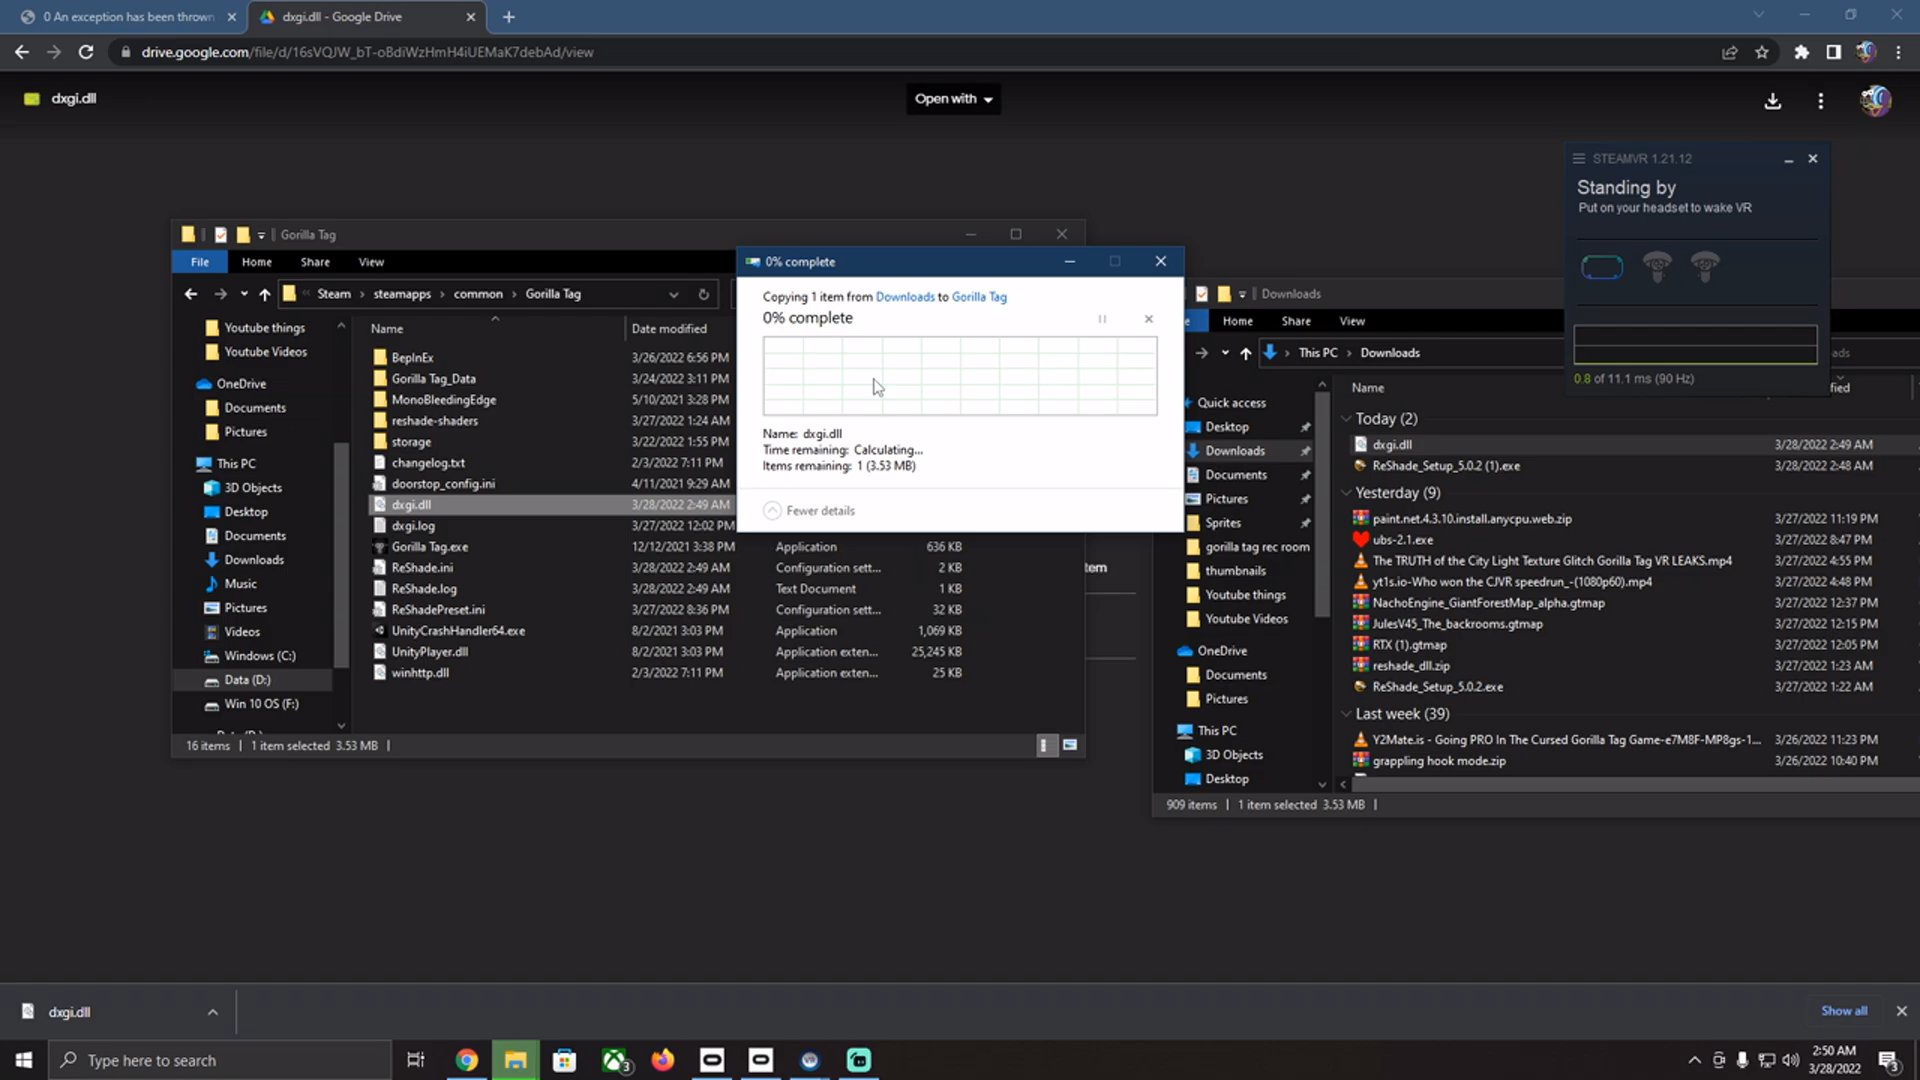 0 An exception has been thrown
dxgi.dll - Google Drive
drive.google.com/file/d/16sVQJW_bT-oBdiWzHmH4iUEMaK7debAd/view
dxgi.dll
Open with
STEAMVR 1.21.12
Standing by
Put on your headset to wake VR
0.8 of 11.1 ms (90 Hz)
Gorilla Tag
File Home Share View
Steam › steamapps › common › Gorilla Tag
Name Date modified
Youtube things
Youtube Videos
OneDrive
Documents
Pictures
This PC
3D Objects
Desktop
Documents
Downloads
Music
Pictures
Videos
Windows (C:)
Data (D:)
Win 10 OS (F:)
BepInEx 3/26/2022 6:56 PM
Gorilla Tag_Data 3/24/2022 3:11 PM
MonoBleedingEdge 5/10/2021 3:28 PM
reshade-shaders 3/27/2022 1:24 AM
storage 3/22/2022 1:55 PM
changelog.txt 2/3/2022 7:11 PM
doorstop_config.ini 4/11/2021 9:29 AM
dxgi.dll 3/28/2022 2:49 AM
dxgi.log 3/27/2022 12:02 PM
Gorilla Tag.exe 12/12/2021 3:38 PM Application 636 KB
ReShade.ini 3/28/2022 2:49 AM Configuration sett... 2 KB
ReShade.log 3/28/2022 2:49 AM Text Document 1 KB
ReShadePreset.ini 3/27/2022 8:36 PM Configuration sett... 32 KB
UnityCrashHandler64.exe 8/2/2021 3:03 PM Application 1,069 KB
UnityPlayer.dll 8/2/2021 3:03 PM Application exten... 25,245 KB
winhttp.dll 2/3/2022 7:11 PM Application exten... 25 KB
16 items 1 item selected 3.53 MB
0% complete
Copying 1 item from Downloads to Gorilla Tag
0% complete
Name: dxgi.dll
Time remaining: Calculating...
Items remaining: 1 (3.53 MB)
Fewer details
tem
Downloads
Home Share View
This PC › Downloads
Name
Quick access
Desktop
Downloads
Documents
Pictures
Sprites
gorilla tag rec room
thumbnails
Youtube things
Youtube Videos
OneDrive
Documents
Pictures
This PC
3D Objects
Desktop
Today (2)
dxgi.dll 3/28/2022 2:49 AM
ReShade_Setup_5.0.2 (1).exe 3/28/2022 2:48 AM
Yesterday (9)
paint.net.4.3.10.install.anycpu.web.zip 3/27/2022 11:19 PM
ubs-2.1.exe 3/27/2022 8:47 PM
The TRUTH of the City Light Texture Glitch Gorilla Tag VR LEAKS.mp4 3/27/2022 4:55 PM
yt1s.io-Who won the CJVR speedrun_-(1080p60).mp4 3/27/2022 4:48 PM
NachoEngine_GiantForestMap_alpha.gtmap 3/27/2022 12:37 PM
JulesV45_The_backrooms.gtmap 3/27/2022 12:15 PM
RTX (1).gtmap 3/27/2022 12:05 PM
reshade_dll.zip 3/27/2022 1:23 AM
ReShade_Setup_5.0.2.exe 3/27/2022 1:22 AM
Last week (39)
Y2Mate.is - Going PRO In The Cursed Gorilla Tag Game-e7M8F-MP8gs-1... 3/26/2022 11:23 PM
grappling hook mode.zip 3/26/2022 10:40 PM
909 items 1 item selected 3.53 MB
dxgi.dll
Show all
Type here to search
3
2:50 AM
3/28/2022
3